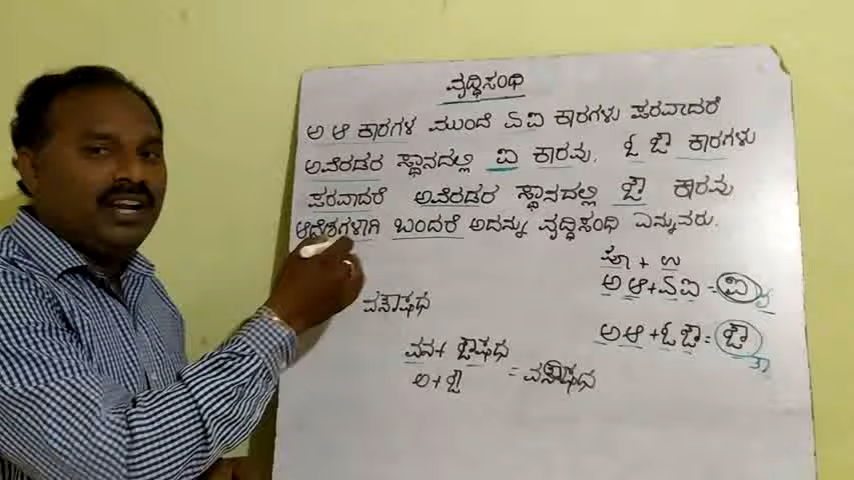 ವೃದ್ಧಿಸಂಧಿ
ಅ ಆ ಕಾರಗಳ ಮುಂದೆ ಏ ಐ ಕಾರಗಳು ಪರವಾದರೆ
ಅವೆರಡರ ಸ್ಥಾನದಲ್ಲಿ ಐ ಕಾರವು. ಓ ಔ ಕಾರಗಳು
ಪರವಾದರೆ ಅವೆರಡರ ಸ್ಥಾನದಲ್ಲಿ ಔ ಕಾರವು
ಆದೇಶಗಳಾಗಿ ಬಂದರೆ ಅದನ್ನು ವೃದ್ಧಿಸಂಧಿ ಎನ್ನುವರು.
ಪೂ + ಉ
ಅ ಆ + ಏ ಐ = ಐ
ವನೌಷಧ
ಅ ಆ + ಓ ಔ = ಔ
ವನ + ಔಷಧ = ವನೌಷಧ
ಅ + ಔ